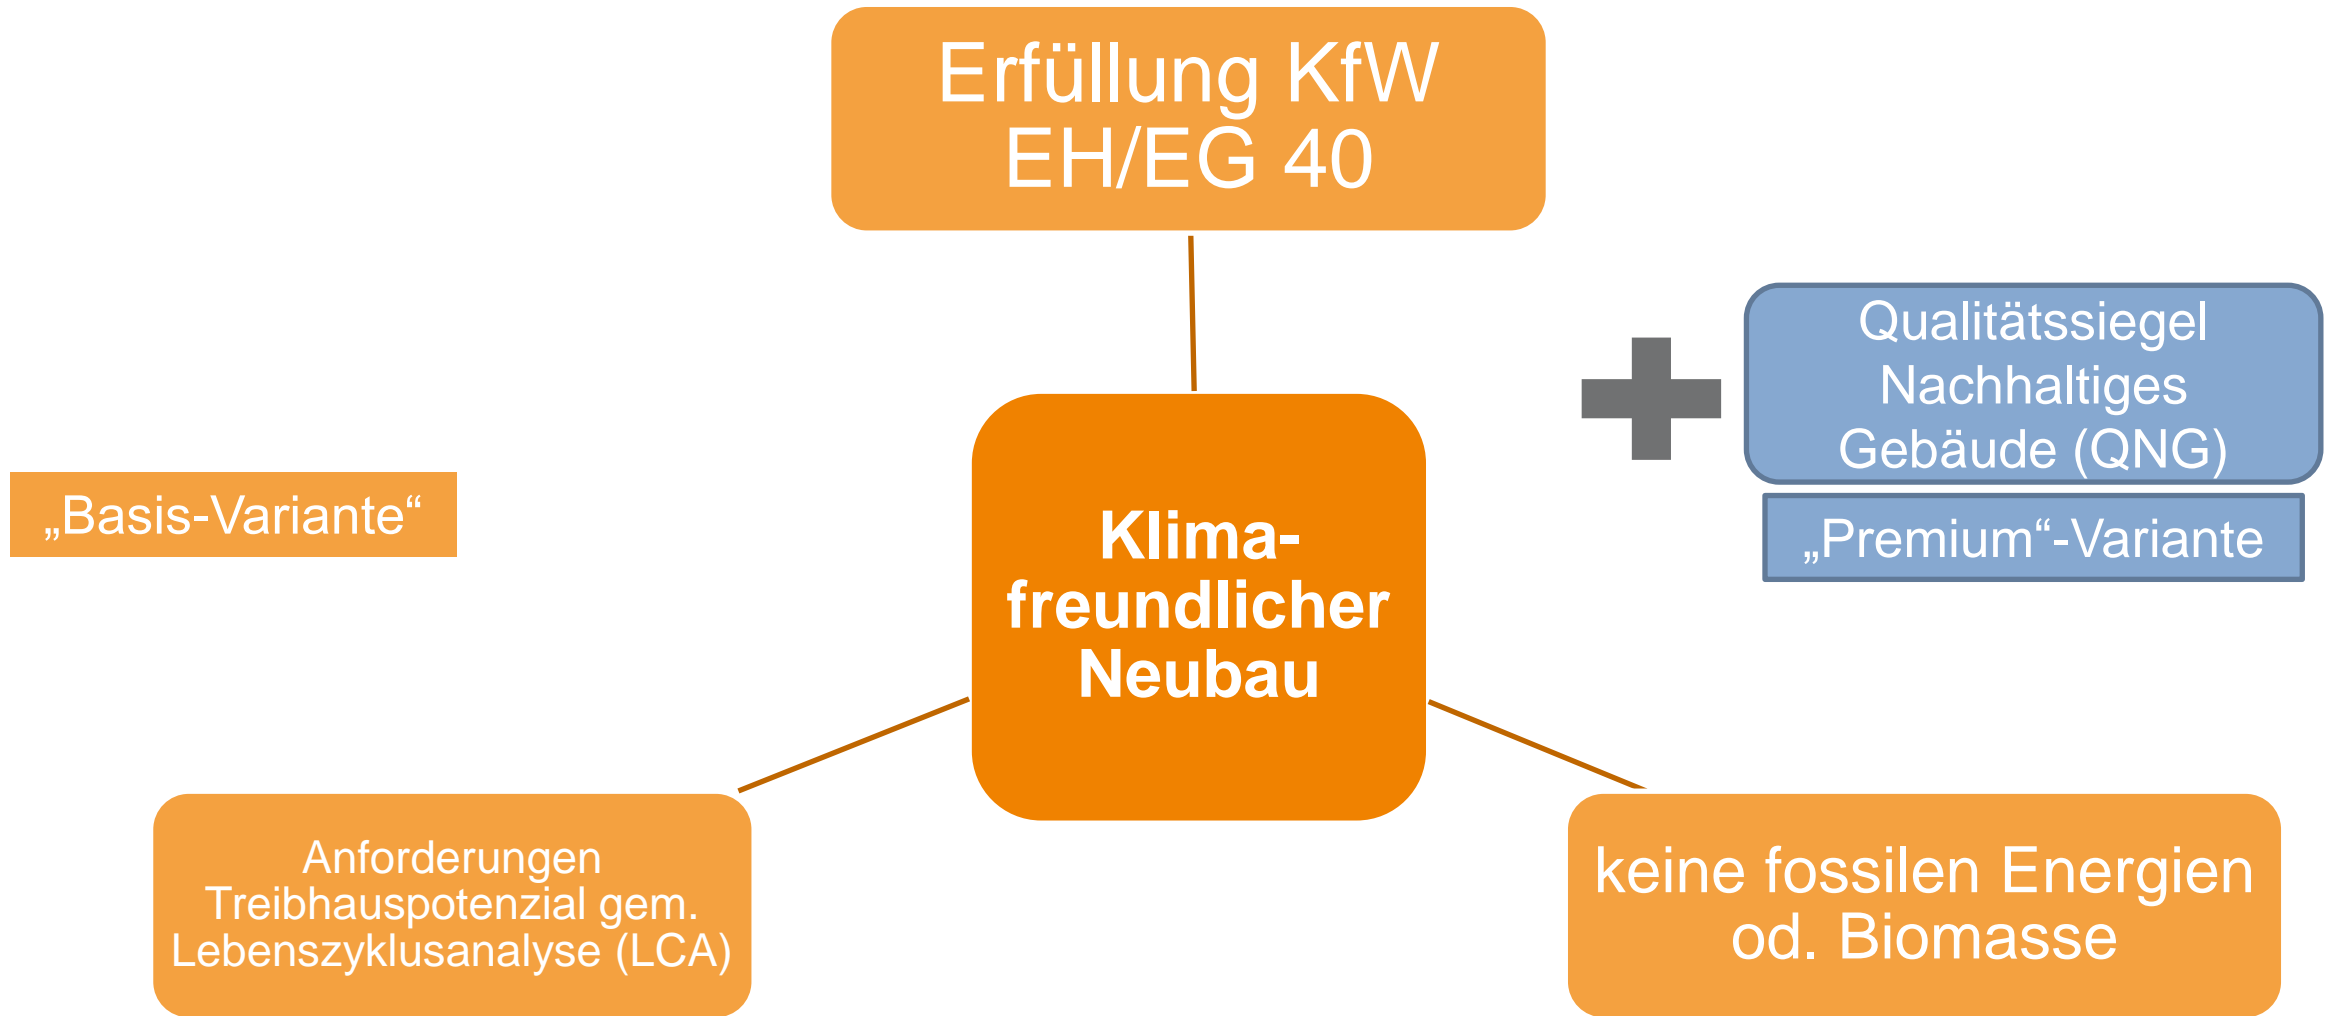 Erfüllung KfW
EH/EG 40
Qualitätssiegel
Nachhaltiges
Gebäude (QNG)
„Premium“-Variante
„Basis-Variante“
Klima-
freundlicher
Neubau
Anforderungen
Treibhauspotenzial gem.
Lebenszyklusanalyse (LCA)
keine fossilen Energien
od. Biomasse